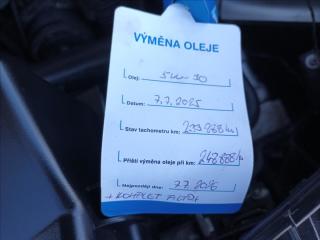 VÝMĚNA OLEJE
Olej: 5W-30
Datum: 7.7.2025
Stav tachometru km: 233 888 km
Příští výměna oleje při km: 248 888 km
Nejpozději dne: 7.7. 2026
+ KOMPLET FILTRY